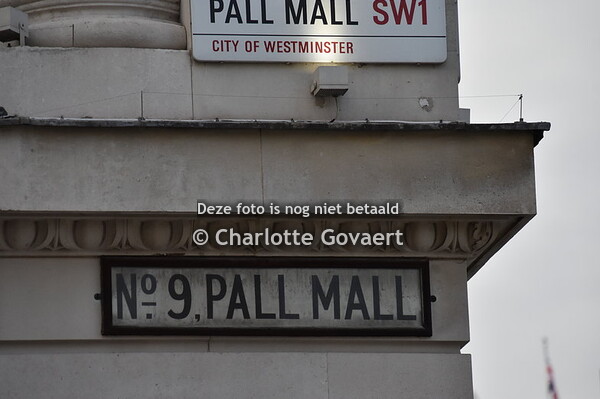 PALL MALL SW1
CITY OF WESTMINSTER
Deze foto is nog niet betaald
© Charlotte Govaert
No 9, PALL MALL